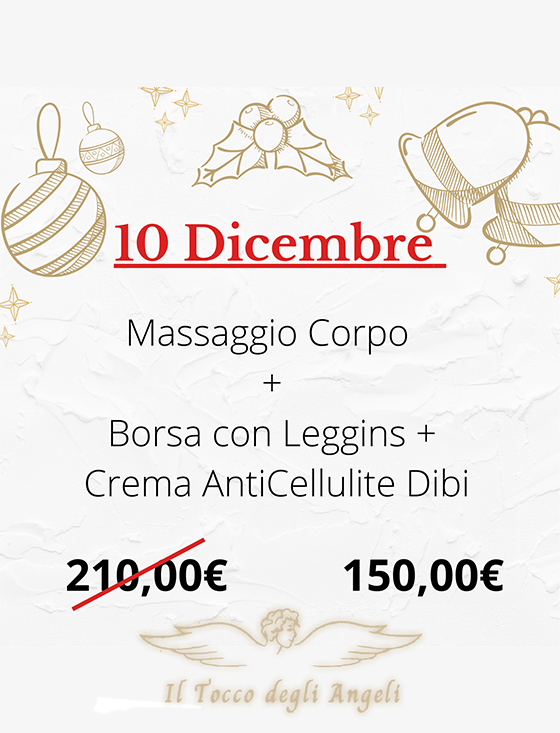 10 Dicembre
Massaggio Corpo
+
Borsa con Leggins +
Crema AntiCellulite Dibi
210,00€ 150,00€
Il Tocco degli Angeli